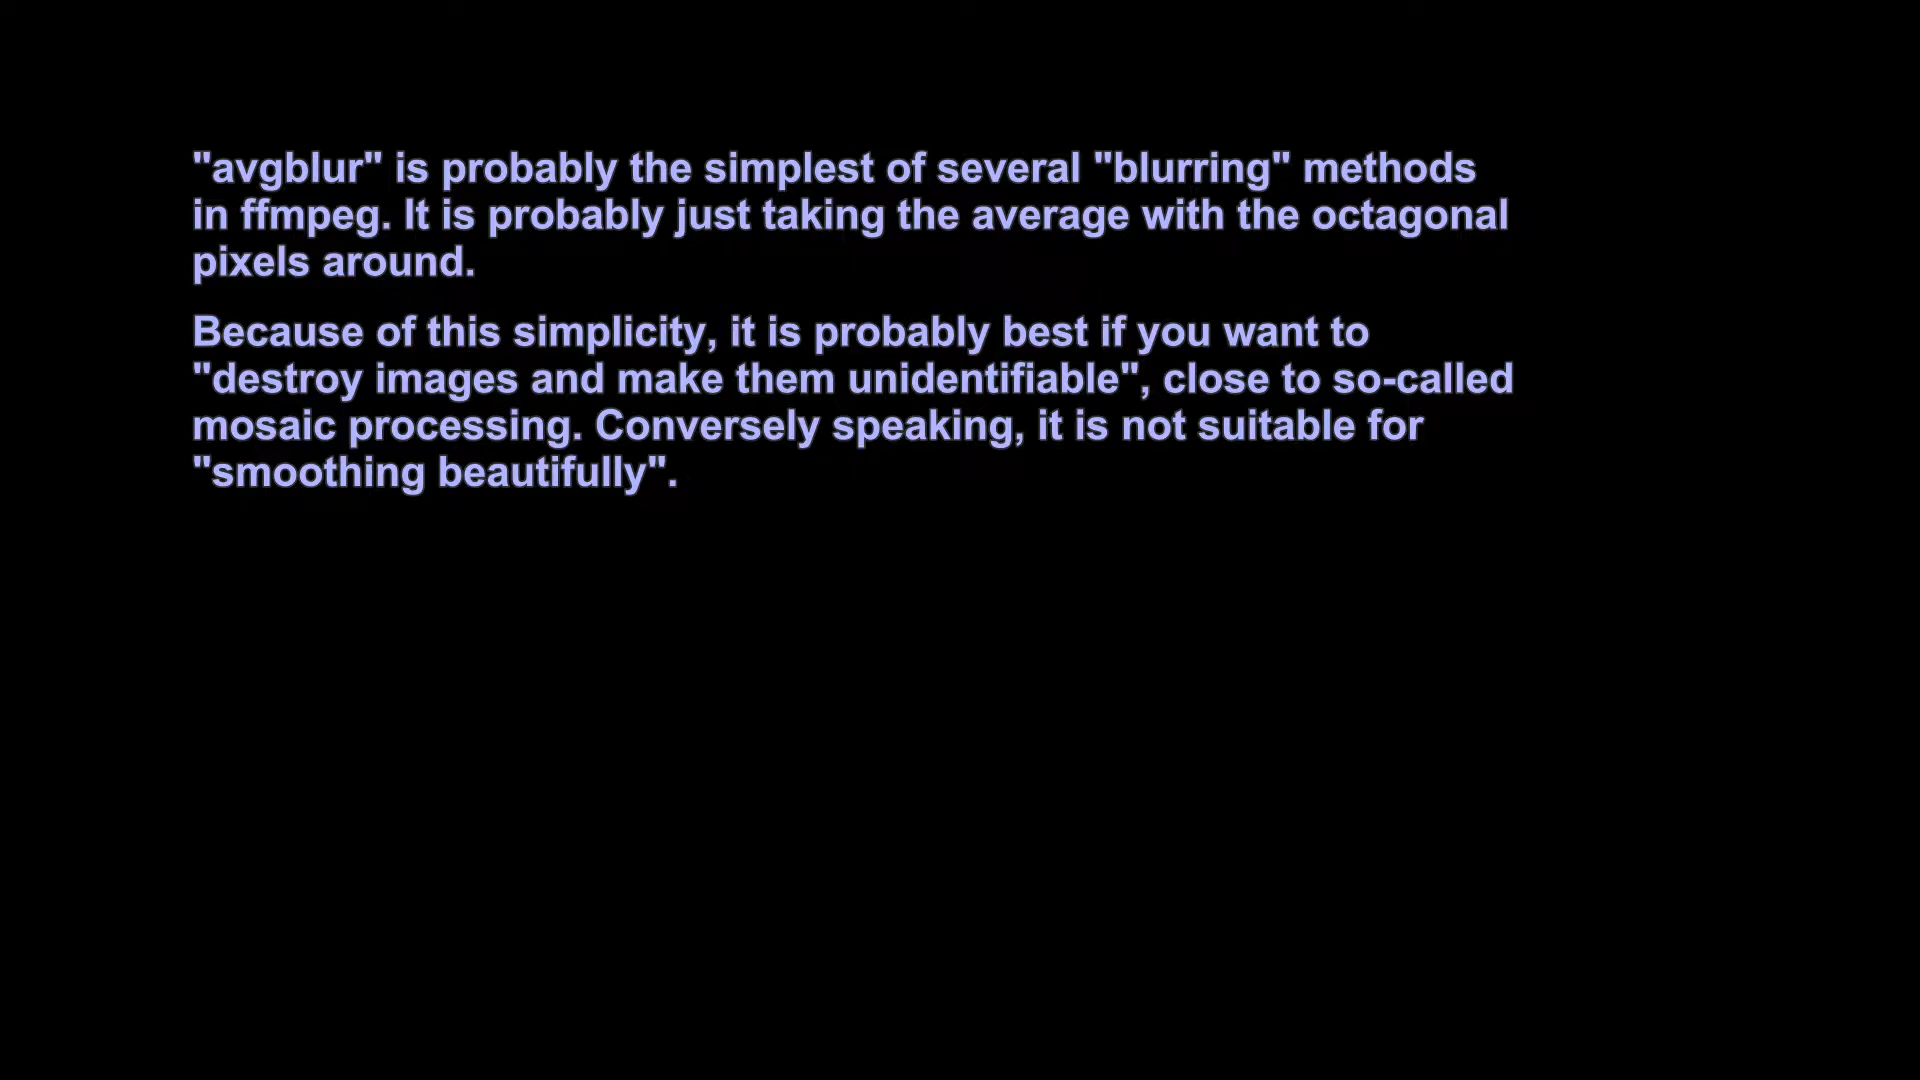 "avgblur" is probably the simplest of several "blurring" methods
in ffmpeg. It is probably just taking the average with the octagonal
pixels around.
Because of this simplicity, it is probably best if you want to
"destroy images and make them unidentifiable", close to so-called
mosaic processing. Conversely speaking, it is not suitable for
"smoothing beautifully".